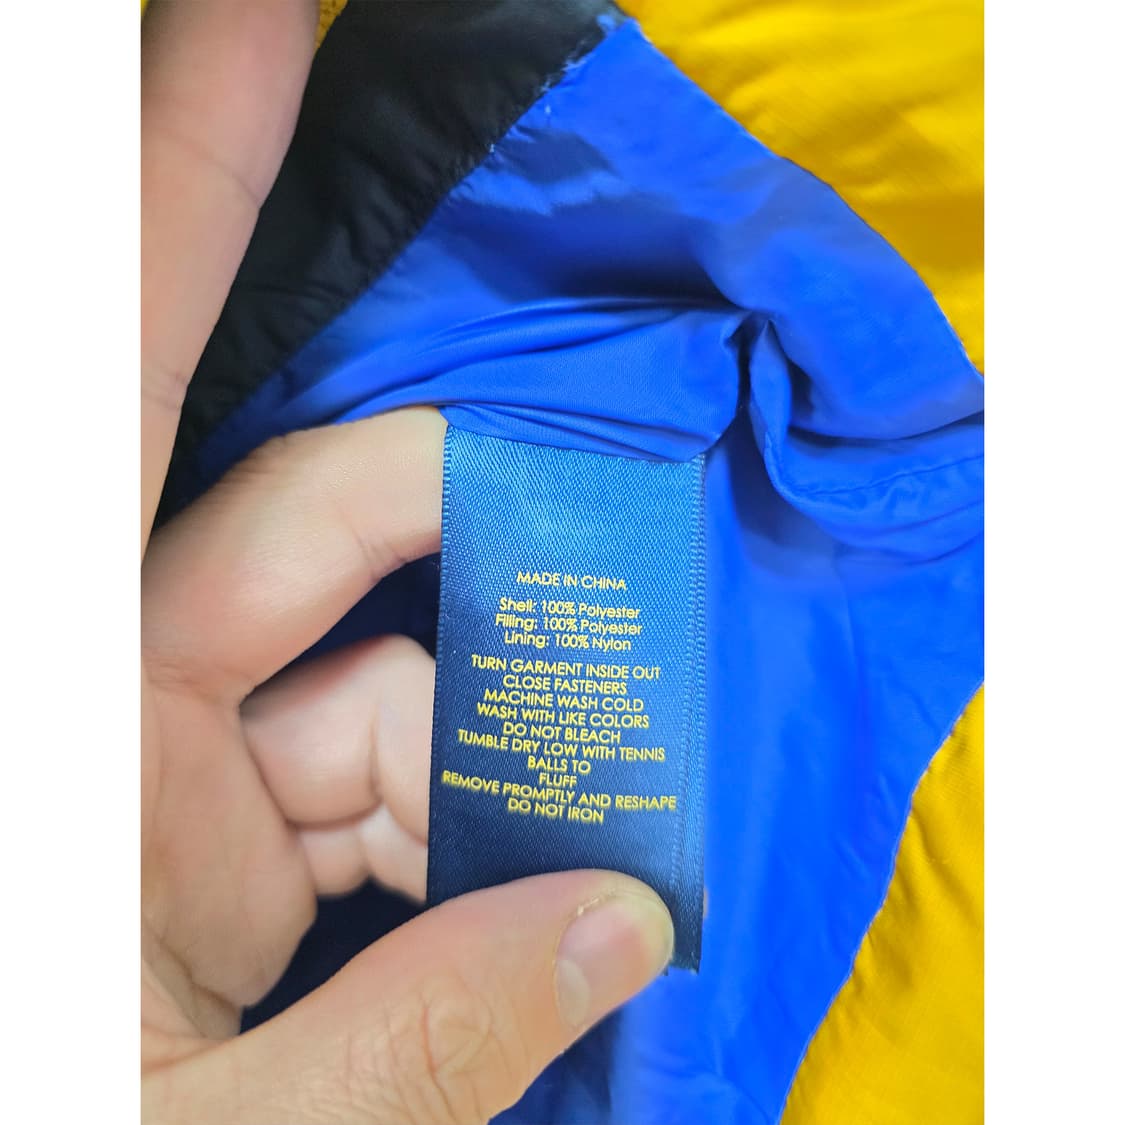 MADE IN CHINA
Shell: 100% Polyester
Filling: 100% Polyester
Lining: 100% Nylon
TURN GARMENT INSIDE OUT
CLOSE FASTENERS
MACHINE WASH COLD
WASH WITH LIKE COLORS
DO NOT BLEACH
TUMBLE DRY LOW WITH TENNIS
BALLS TO
FLUFF
REMOVE PROMPTLY AND RESHAPE
DO NOT IRON